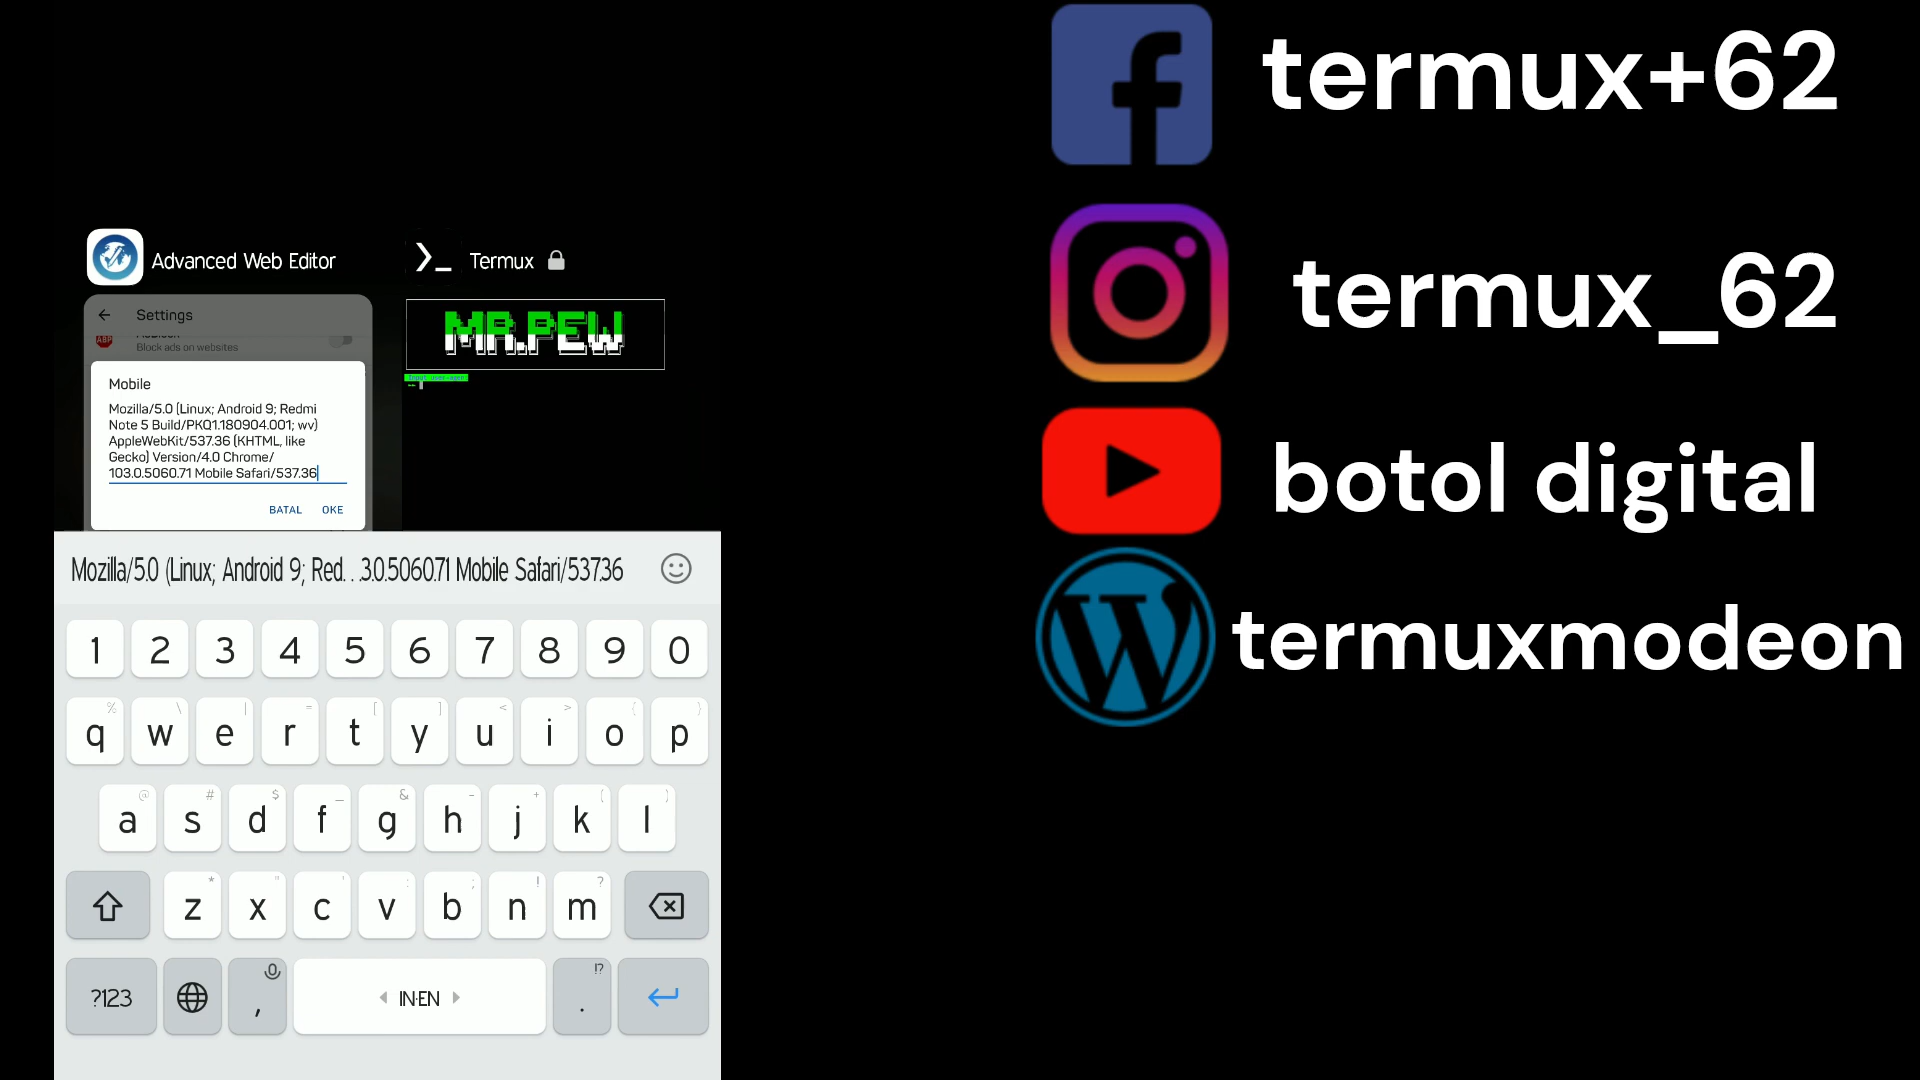 termux+62
termux_62
botol digital
termuxmodeon
Advanced Web Editor
Termux
Settings
ABP
Block ads on websites
MR.PEW
Mobile
Mozilla/5.0 (Linux; Android 9; Redmi
Note 5 Build/PKQ1.180904.001; wv)
AppleWebKit/537.36 (KHTML, like
Gecko) Version/4.0 Chrome/
103.0.5060.71 Mobile Safari/537.36
BATAL OKE
Mozilla/5.0 (Linux; Android 9; Red. . .3.0.5060.71 Mobile Safari/537.36
1 2 3 4 5 6 7 8 9 0
% \ | = [ ] < > { }
q w e r t y u i o p
@ # $ _ & - + ( )
a s d f g h j k l
* " ' : ; ! ?
z x c v b n m
!?
?123 , IN·EN .